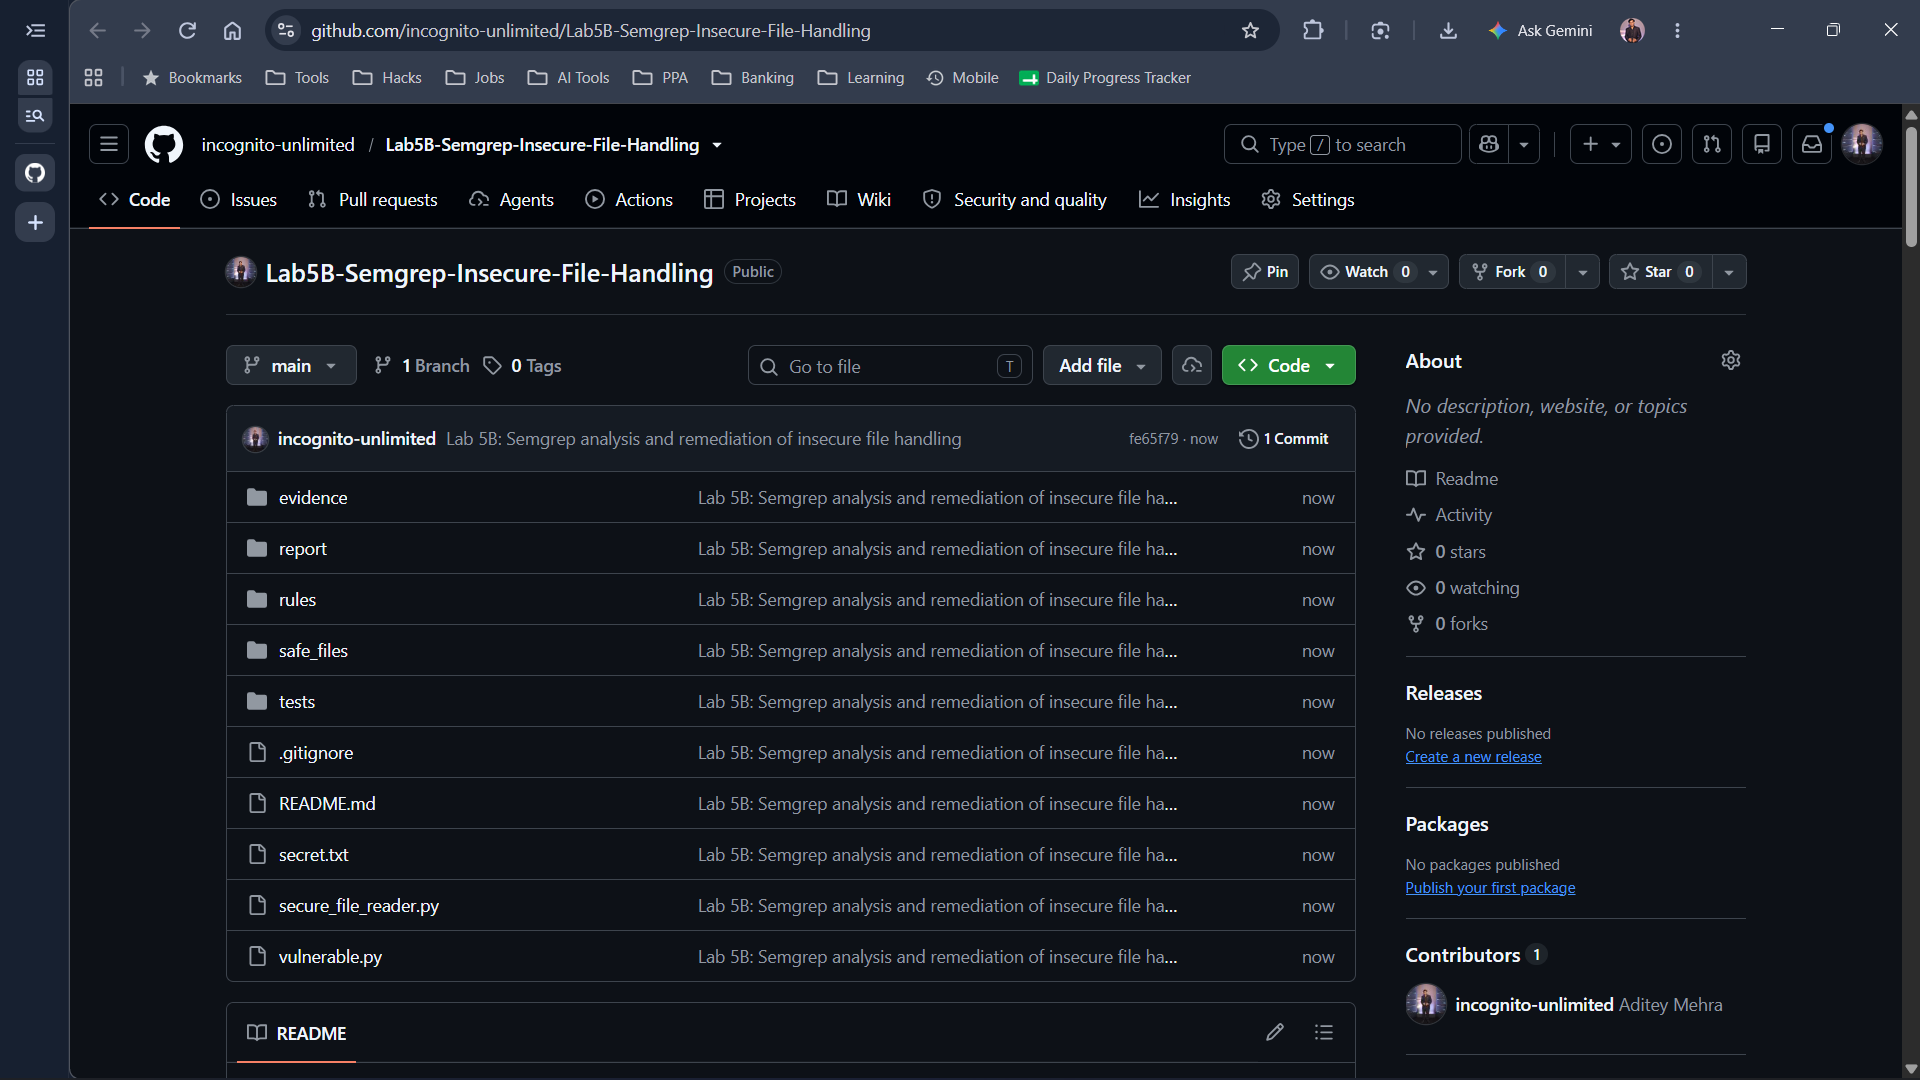 github.com/incognito-unlimited/Lab5B-Semgrep-Insecure-File-Handling
Ask Gemini
Bookmarks Tools Hacks Jobs AI Tools PPA Banking Learning Mobile Daily Progress Tracker
incognito-unlimited / Lab5B-Semgrep-Insecure-File-Handling
Type / to search
Code Issues Pull requests Agents Actions Projects Wiki Security and quality Insights Settings
Lab5B-Semgrep-Insecure-File-Handling Public
Pin Watch 0 Fork 0 Star 0
main 1 Branch 0 Tags
Go to file T
Add file
Code
incognito-unlimited Lab 5B: Semgrep analysis and remediation of insecure file handling fe65f79 · now 1 Commit
evidence Lab 5B: Semgrep analysis and remediation of insecure file ha... now
report Lab 5B: Semgrep analysis and remediation of insecure file ha... now
rules Lab 5B: Semgrep analysis and remediation of insecure file ha... now
safe_files Lab 5B: Semgrep analysis and remediation of insecure file ha... now
tests Lab 5B: Semgrep analysis and remediation of insecure file ha... now
.gitignore Lab 5B: Semgrep analysis and remediation of insecure file ha... now
README.md Lab 5B: Semgrep analysis and remediation of insecure file ha... now
secret.txt Lab 5B: Semgrep analysis and remediation of insecure file ha... now
secure_file_reader.py Lab 5B: Semgrep analysis and remediation of insecure file ha... now
vulnerable.py Lab 5B: Semgrep analysis and remediation of insecure file ha... now
README
About
No description, website, or topics
provided.
Readme
Activity
0 stars
0 watching
0 forks
Releases
No releases published
Create a new release
Packages
No packages published
Publish your first package
Contributors 1
incognito-unlimited Aditey Mehra